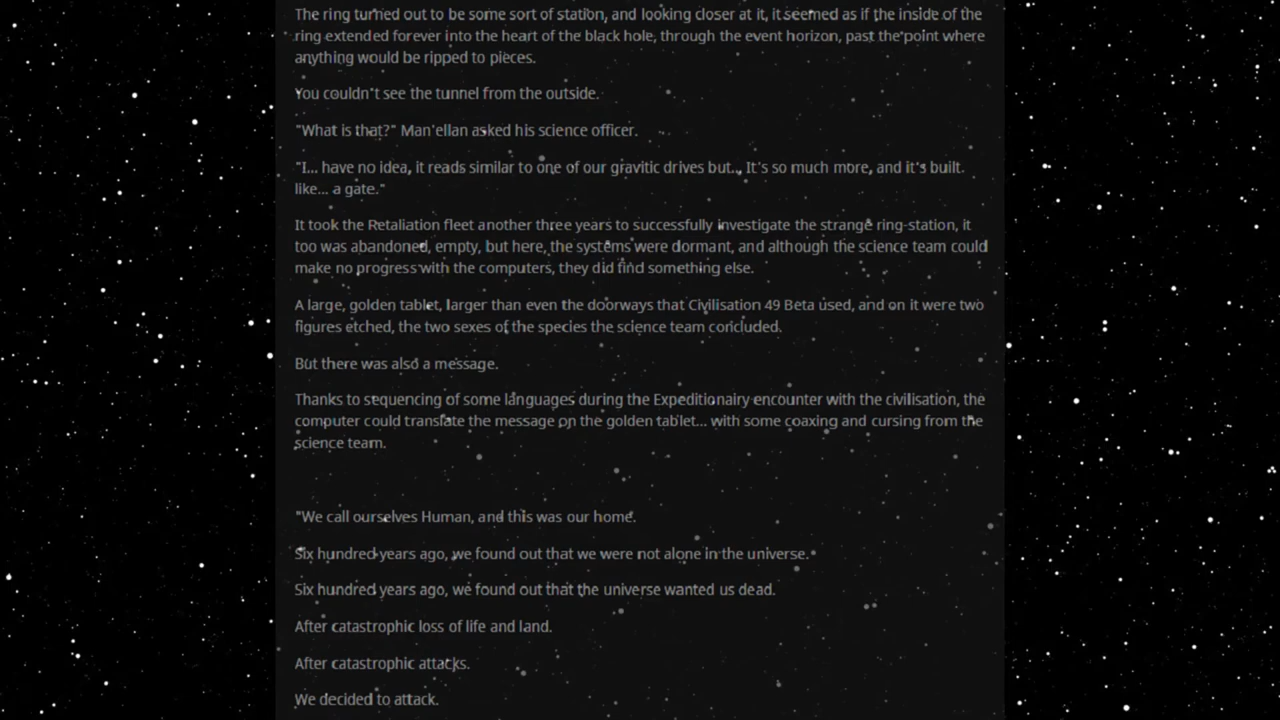 The ring turned out to be some sort of station, and looking closer at it, it seemed as if the inside of the
ring extended forever into the heart of the black hole, through the event horizon, past the point where
anything would be ripped to pieces.
You couldn't see the tunnel from the outside.
"What is that?" Man'ellan asked his science officer.
"I... have no idea, it reads similar to one of our gravitic drives but... It's so much more, and it's built
like... a gate."
It took the Retaliation fleet another three years to successfully investigate the strange ring-station, it
too was abandoned, empty, but here, the systems were dormant, and although the science team could
make no progress with the computers, they did find something else.
A large, golden tablet, larger than even the doorways that Civilisation 49 Beta used, and on it were two
figures etched, the two sexes of the species the science team concluded.
But there was also a message.
Thanks to sequencing of some languages during the Expeditionairy encounter with the civilisation, the
computer could translate the message on the golden tablet... with some coaxing and cursing from the
science team.
"We call ourselves Human, and this was our home.
Six hundred years ago, we found out that we were not alone in the universe.
Six hundred years ago, we found out that the universe wanted us dead.
After catastrophic loss of life and land.
After catastrophic attacks.
We decided to attack.